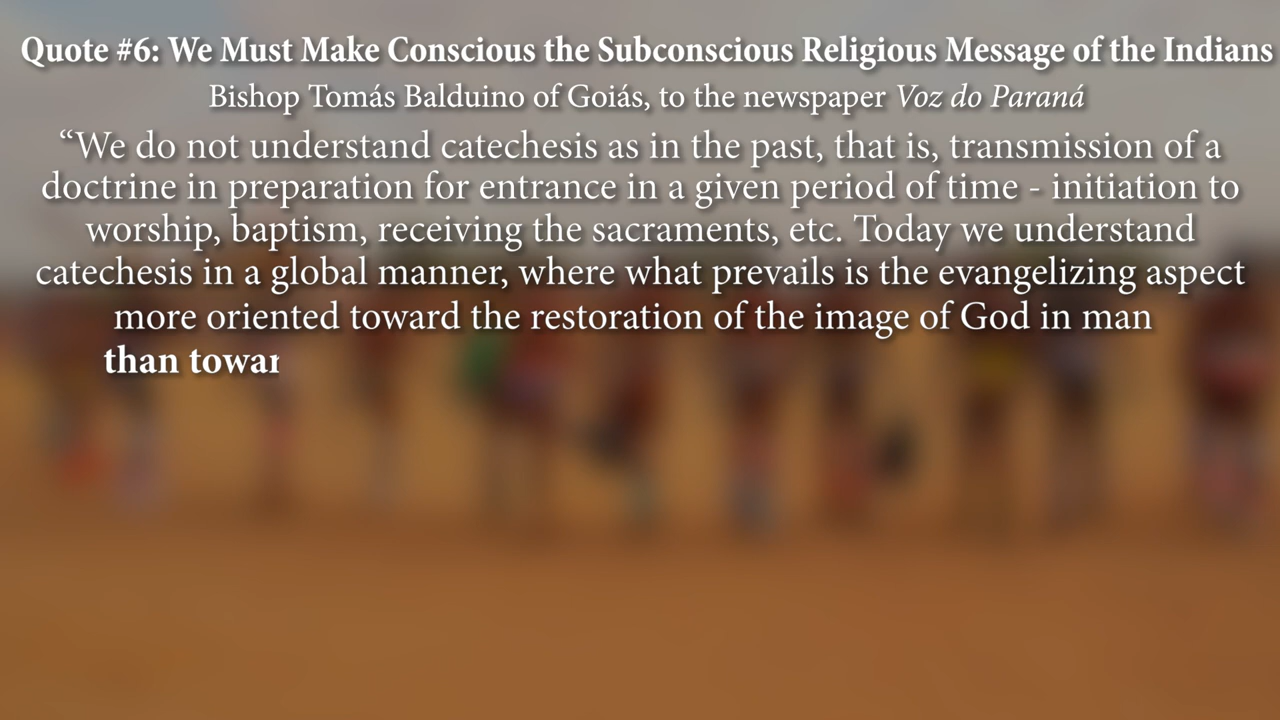 Quote #6: We Must Make Conscious the Subconscious Religious Message of the Indians
Bishop Tomás Balduino of Goiás, to the newspaper Voz do Paraná
“We do not understand catechesis as in the past, that is, transmission of a
doctrine in preparation for entrance in a given period of time - initiation to
worship, baptism, receiving the sacraments, etc. Today we understand
catechesis in a global manner, where what prevails is the evangelizing aspect
more oriented toward the restoration of the image of God in man
than